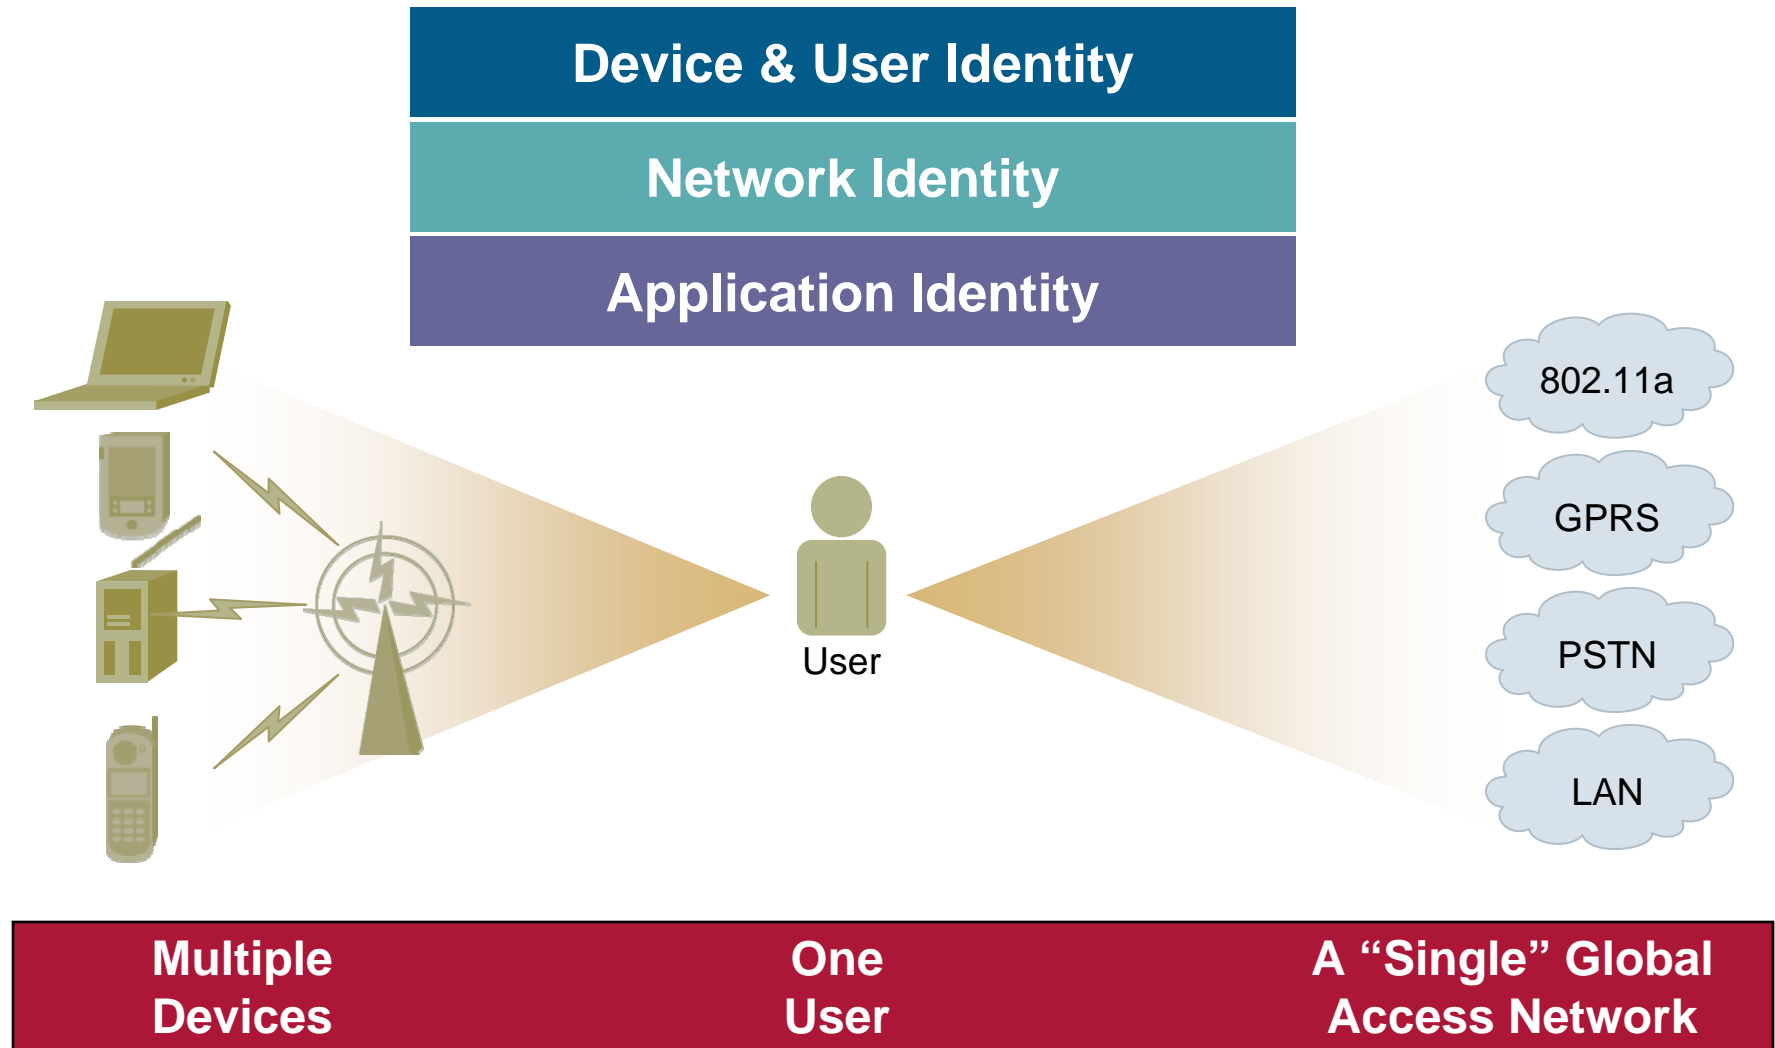 Device & User Identity
Network Identity
Application Identity
802.11a
GPRS
PSTN
LAN
User
Multiple
Devices
One
User
A “Single” Global
Access Network